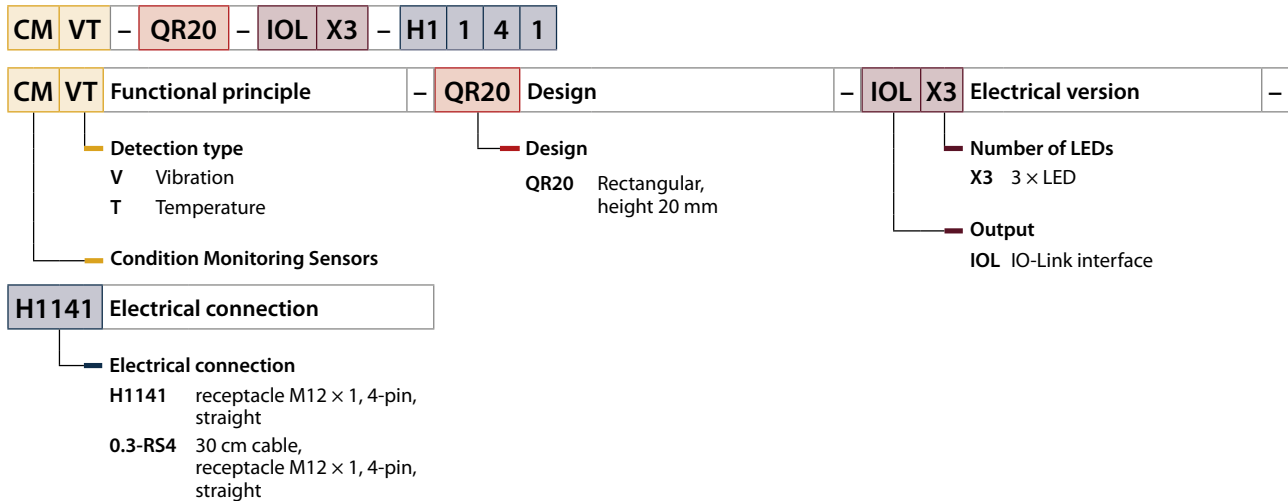 CM VT – QR20 – IOL X3 – H1 1 4 1
CM VT Functional principle – QR20 Design – IOL X3 Electrical version –
Detection type
V Vibration
T Temperature
Condition Monitoring Sensors
Design
QR20 Rectangular,
height 20 mm
Number of LEDs
X3 3 × LED
Output
IOL IO-Link interface
H1141 Electrical connection
Electrical connection
H1141 receptacle M12 × 1, 4-pin,
straight
0.3-RS4 30 cm cable,
receptacle M12 × 1, 4-pin,
straight